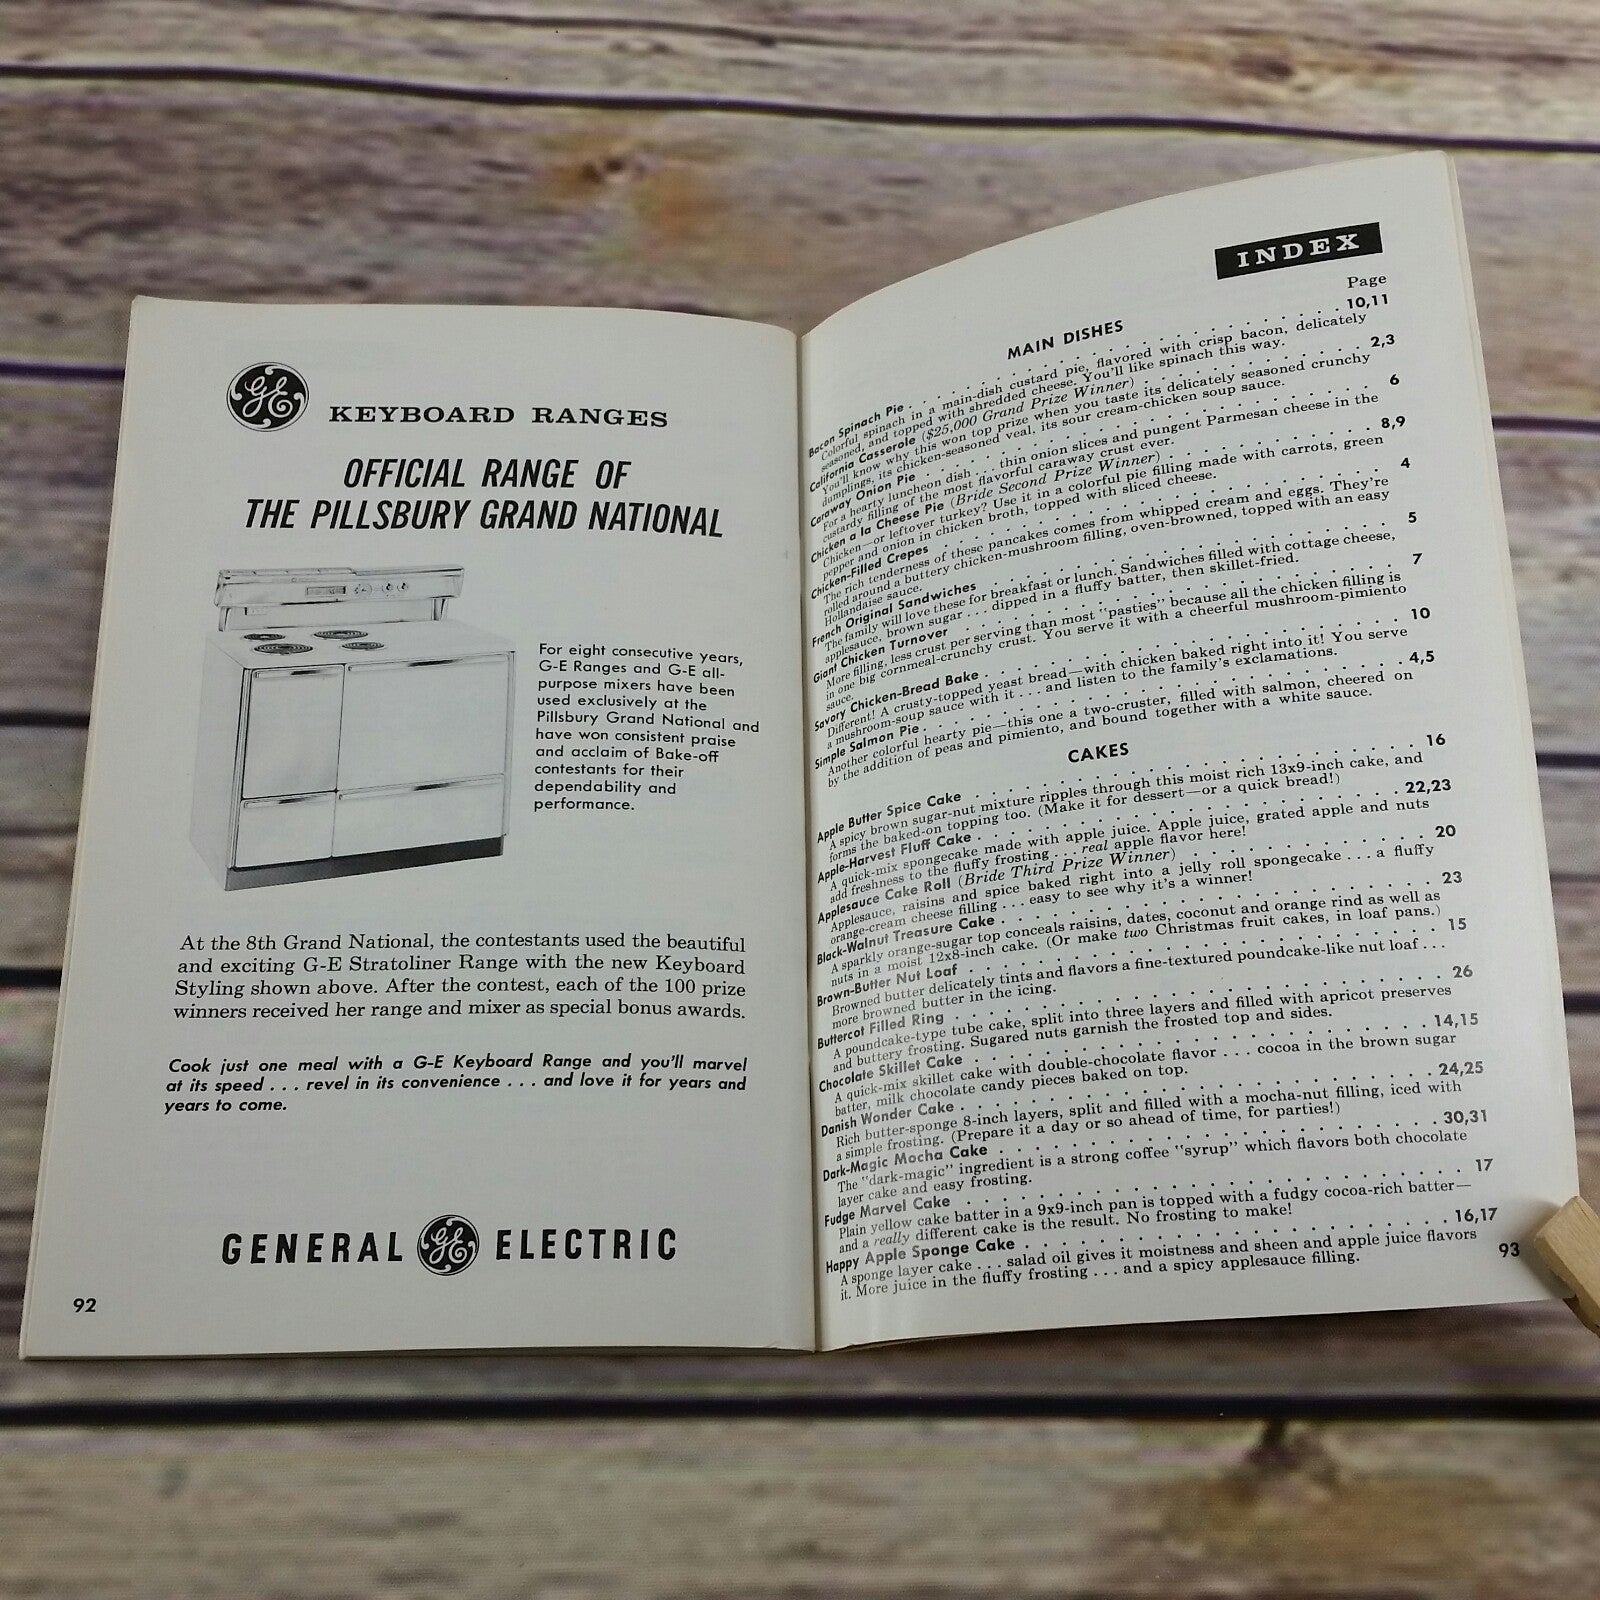 GE KEYBOARD RANGES
OFFICIAL RANGE OF
THE PILLSBURY GRAND NATIONAL
For eight consecutive years,
G-E Ranges and G-E all-
purpose mixers have been
used exclusively at the
Pillsbury Grand National and
have won consistent praise
and acclaim of Bake-off
contestants for their
dependability and
performance.
At the 8th Grand National, the contestants used the beautiful
and exciting G-E Stratoliner Range with the new Keyboard
Styling shown above. After the contest, each of the 100 prize
winners received her range and mixer as special bonus awards.
Cook just one meal with a G-E Keyboard Range and you'll marvel
at its speed . . . revel in its convenience . . . and love it for years and
years to come.
GENERAL GE ELECTRIC
92
INDEX
Page
MAIN DISHES
Bacon Spinach Pie . . . . . . . . . . 10,11
Colorful spinach in a main-dish custard pie, flavored with crisp bacon, delicately
seasoned, and topped with shredded cheese. You'll like spinach this way.
California Casserole ($25,000 Grand Prize Winner) . . . . . . . . . . 2,3
You'll know why this won top prize when you taste its delicately seasoned crunchy
dumplings, its chicken-seasoned veal, its sour cream-chicken soup sauce.
Caraway Onion Pie . . . . . . . . . . 6
For a hearty luncheon dish . . . thin onion slices and pungent Parmesan cheese in the
custardy filling of the most flavorful caraway crust ever.
Chicken a la Cheese Pie (Bride Second Prize Winner) . . . . . . . . . . 8,9
Chicken—or leftover turkey? Use it in a colorful pie filling made with carrots, green
pepper and onion in chicken broth, topped with sliced cheese.
Chicken-Filled Crepes . . . . . . . . . . 4
The rich tenderness of these pancakes comes from whipped cream and eggs. They're
rolled around a buttery chicken-mushroom filling, oven-browned, topped with an easy
Hollandaise sauce.
French Original Sandwiches . . . . . . . . . . 5
The family will love these for breakfast or lunch. Sandwiches filled with cottage cheese,
applesauce, brown sugar . . . dipped in a fluffy batter, then skillet-fried.
Giant Chicken Turnover . . . . . . . . . . 7
More filling, less crust per serving than most "pasties" because all the chicken filling is
in one big cornmeal-crunchy crust. You serve it with a cheerful mushroom-pimiento
sauce.
Savory Chicken-Bread Bake . . . . . . . . . . 10
Different! A crusty-topped yeast bread—with chicken baked right into it! You serve
a mushroom-soup sauce with it . . . and listen to the family's exclamations.
Simple Salmon Pie . . . . . . . . . . 4,5
Another colorful hearty pie—this one a two-cruster, filled with salmon, cheered on
by the addition of peas and pimiento, and bound together with a white sauce.
CAKES
Apple Butter Spice Cake . . . . . . . . . . 16
A spicy brown sugar-nut mixture ripples through this moist rich 13x9-inch cake, and
forms the baked-on topping too. (Make it for dessert—or a quick bread!)
Apple-Harvest Fluff Cake . . . . . . . . . . 22,23
A quick-mix spongecake made with apple juice. Apple juice, grated apple and nuts
add freshness to the fluffy frosting . . . real apple flavor here!
Applesauce Cake Roll (Bride Third Prize Winner) . . . . . . . . . . 20
Applesauce, raisins and spice baked right into a jelly roll spongecake . . . a fluffy
orange-cream cheese filling . . . easy to see why it's a winner!
Black-Walnut Treasure Cake . . . . . . . . . . 23
A sparkly orange-sugar top conceals raisins, dates, coconut and orange rind as well as
nuts in a moist 12x8-inch cake. (Or make two Christmas fruit cakes, in loaf pans.)
Brown-Butter Nut Loaf . . . . . . . . . . 15
Browned butter delicately tints and flavors a fine-textured poundcake-like nut loaf . . .
more browned butter in the icing.
Buttercot Filled Ring . . . . . . . . . . 26
A poundcake-type tube cake, split into three layers and filled with apricot preserves
and buttery frosting. Sugared nuts garnish the frosted top and sides.
Chocolate Skillet Cake . . . . . . . . . . 14,15
A quick-mix skillet cake with double-chocolate flavor . . . cocoa in the brown sugar
batter, milk chocolate candy pieces baked on top.
Danish Wonder Cake . . . . . . . . . . 24,25
Rich butter-sponge 8-inch layers, split and filled with a mocha-nut filling, iced with
a simple frosting. (Prepare it a day or so ahead of time, for parties!)
Dark-Magic Mocha Cake . . . . . . . . . . 30,31
The "dark-magic" ingredient is a strong coffee "syrup" which flavors both chocolate
layer cake and easy frosting.
Fudge Marvel Cake . . . . . . . . . . 17
Plain yellow cake batter in a 9x9-inch pan is topped with a fudgy cocoa-rich batter—
and a really different cake is the result. No frosting to make!
Happy Apple Sponge Cake . . . . . . . . . . 16,17
A sponge layer cake . . . salad oil gives it moistness and sheen and apple juice flavors
it. More juice in the fluffy frosting . . . and a spicy applesauce filling.
93